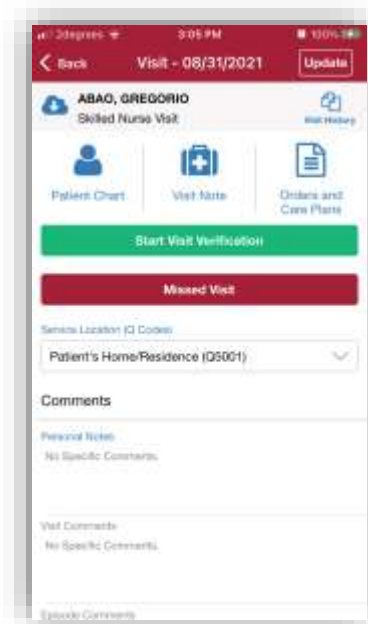 2degrees 3:05 PM 100%
Back Visit - 08/31/2021 Update
ABAO, GREGORIO
Skilled Nurse Visit
Visit History
Patient Chart Visit Note Orders and
Care Plans
Start Visit Verification
Missed Visit
Service Location (Q Codes)
Patient's Home/Residence (Q5001)
Comments
Personal Notes
No Specific Comments.
Visit Comments
No Specific Comments.
Episode Comments